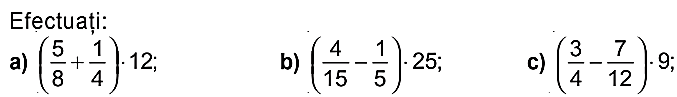 Efectuați:
a) (5/8 + 1/4) · 12; b) (4/15 − 1/5) · 25; c) (3/4 − 7/12) · 9;